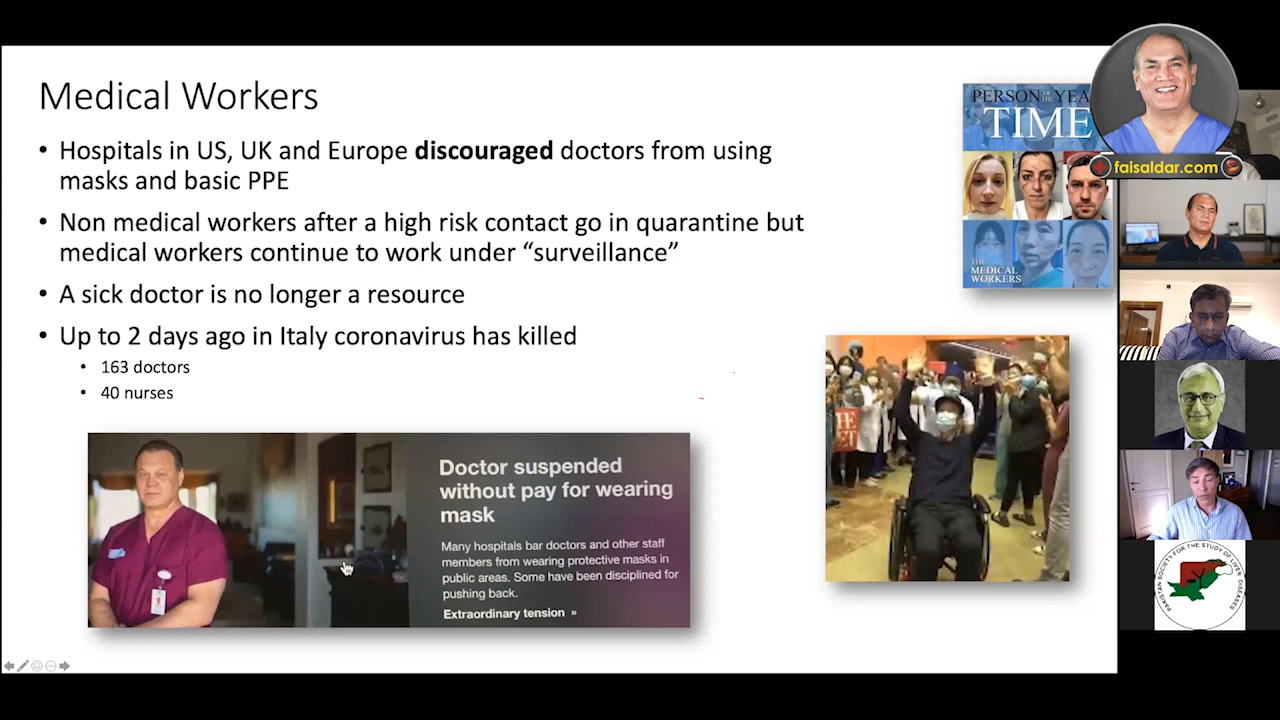 Medical Workers
• Hospitals in US, UK and Europe discouraged doctors from using
masks and basic PPE
• Non medical workers after a high risk contact go in quarantine but
medical workers continue to work under “surveillance”
• A sick doctor is no longer a resource
• Up to 2 days ago in Italy coronavirus has killed
• 163 doctors
• 40 nurses
Doctor suspended
without pay for wearing
mask
Many hospitals bar doctors and other staff
members from wearing protective masks in
public areas. Some have been disciplined for
pushing back.
Extraordinary tension »
PERSON OF THE YEA
TIME
THE
MEDICAL
WORKERS
faisaldar.com
PAKISTAN SOCIETY FOR THE STUDY OF LIVER DISEASES